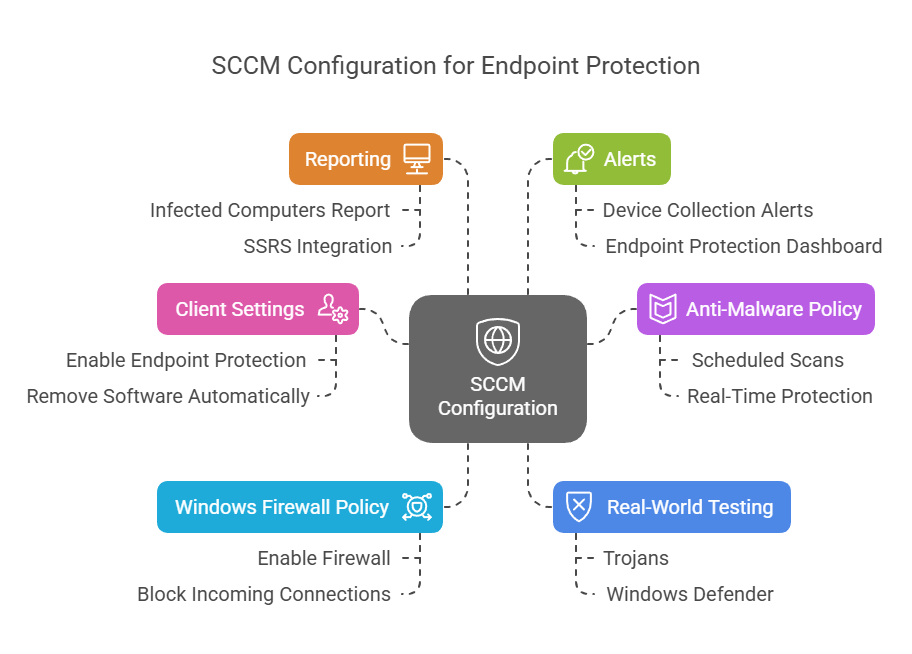 SCCM Configuration for Endpoint Protection
Reporting
Infected Computers Report
SSRS Integration
Alerts
Device Collection Alerts
Endpoint Protection Dashboard
Client Settings
Enable Endpoint Protection
Remove Software Automatically
SCCM
Configuration
Anti-Malware Policy
Scheduled Scans
Real-Time Protection
Windows Firewall Policy
Enable Firewall
Block Incoming Connections
Real-World Testing
Trojans
Windows Defender